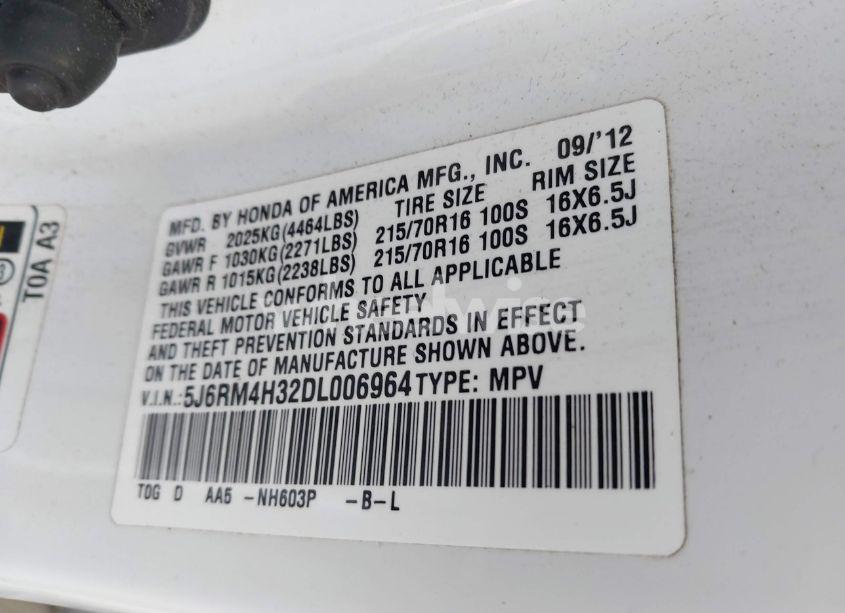 MFD. BY HONDA OF AMERICA MFG., INC. 09/'12
GVWR 2025KG(4464LBS) TIRE SIZE RIM SIZE
GAWR F 1030KG(2271LBS) 215/70R16 100S 16X6.5J
GAWR R 1015KG(2238LBS) 215/70R16 100S 16X6.5J
THIS VEHICLE CONFORMS TO ALL APPLICABLE
FEDERAL MOTOR VEHICLE SAFETY
AND THEFT PREVENTION STANDARDS IN EFFECT
ON THE DATE OF MANUFACTURE SHOWN ABOVE.
V.I.N.:5J6RM4H32DL006964 TYPE: MPV
T0G D AA5 -NH603P -B-L
T0A A3